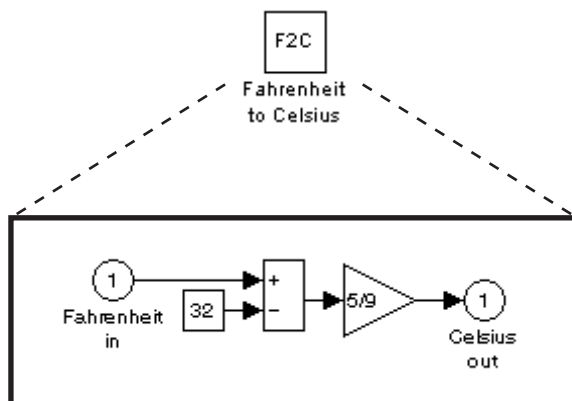 F2C
Fahrenheit
to Celsius
1
+
5/9
1
32
−
Fahrenheit
in
Celsius
out